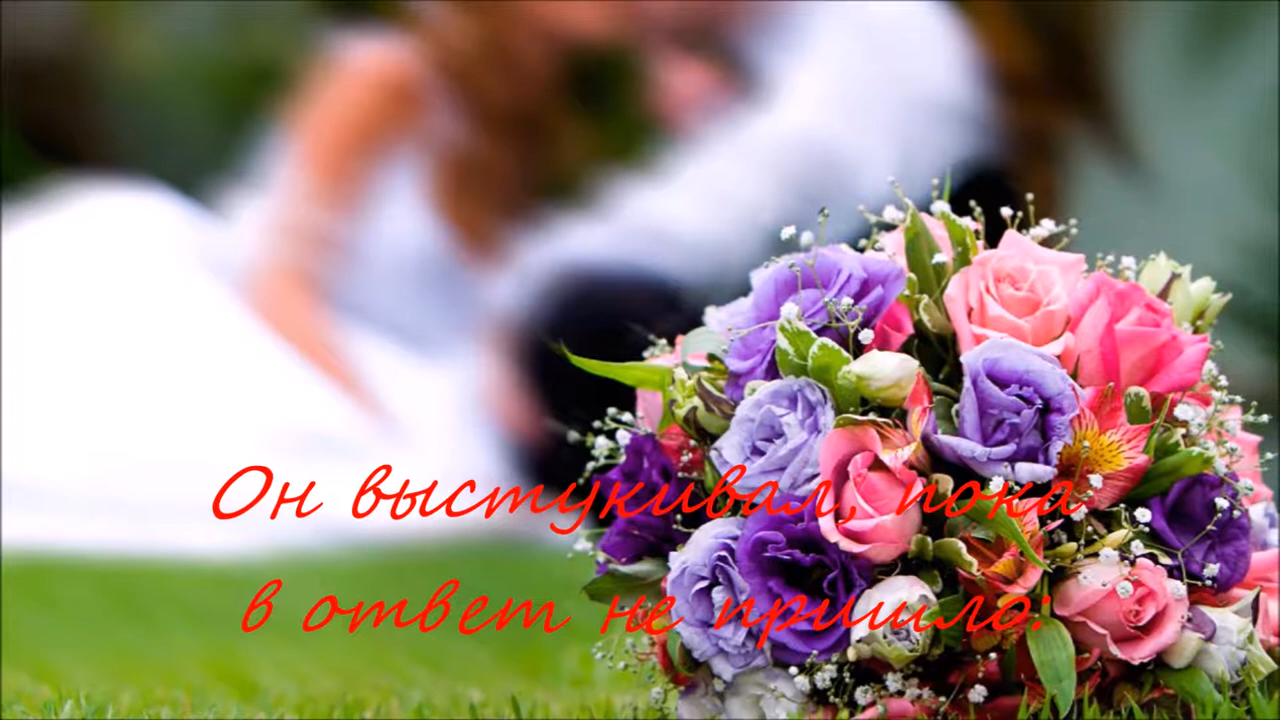 Он выстукивал, пока
в ответ не пришло: